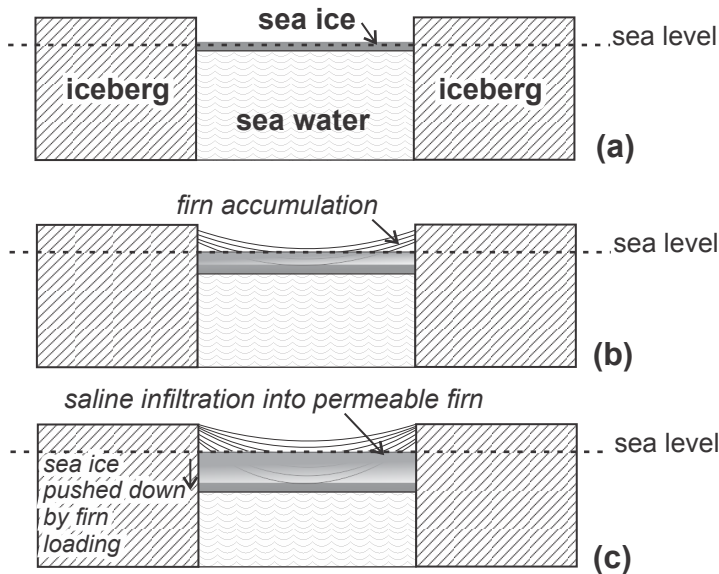 sea ice
sea level
iceberg
iceberg
sea water
(a)
firn accumulation
sea level
(b)
saline infiltration into permeable firn
sea level
sea ice
pushed down
by firn
loading
(c)